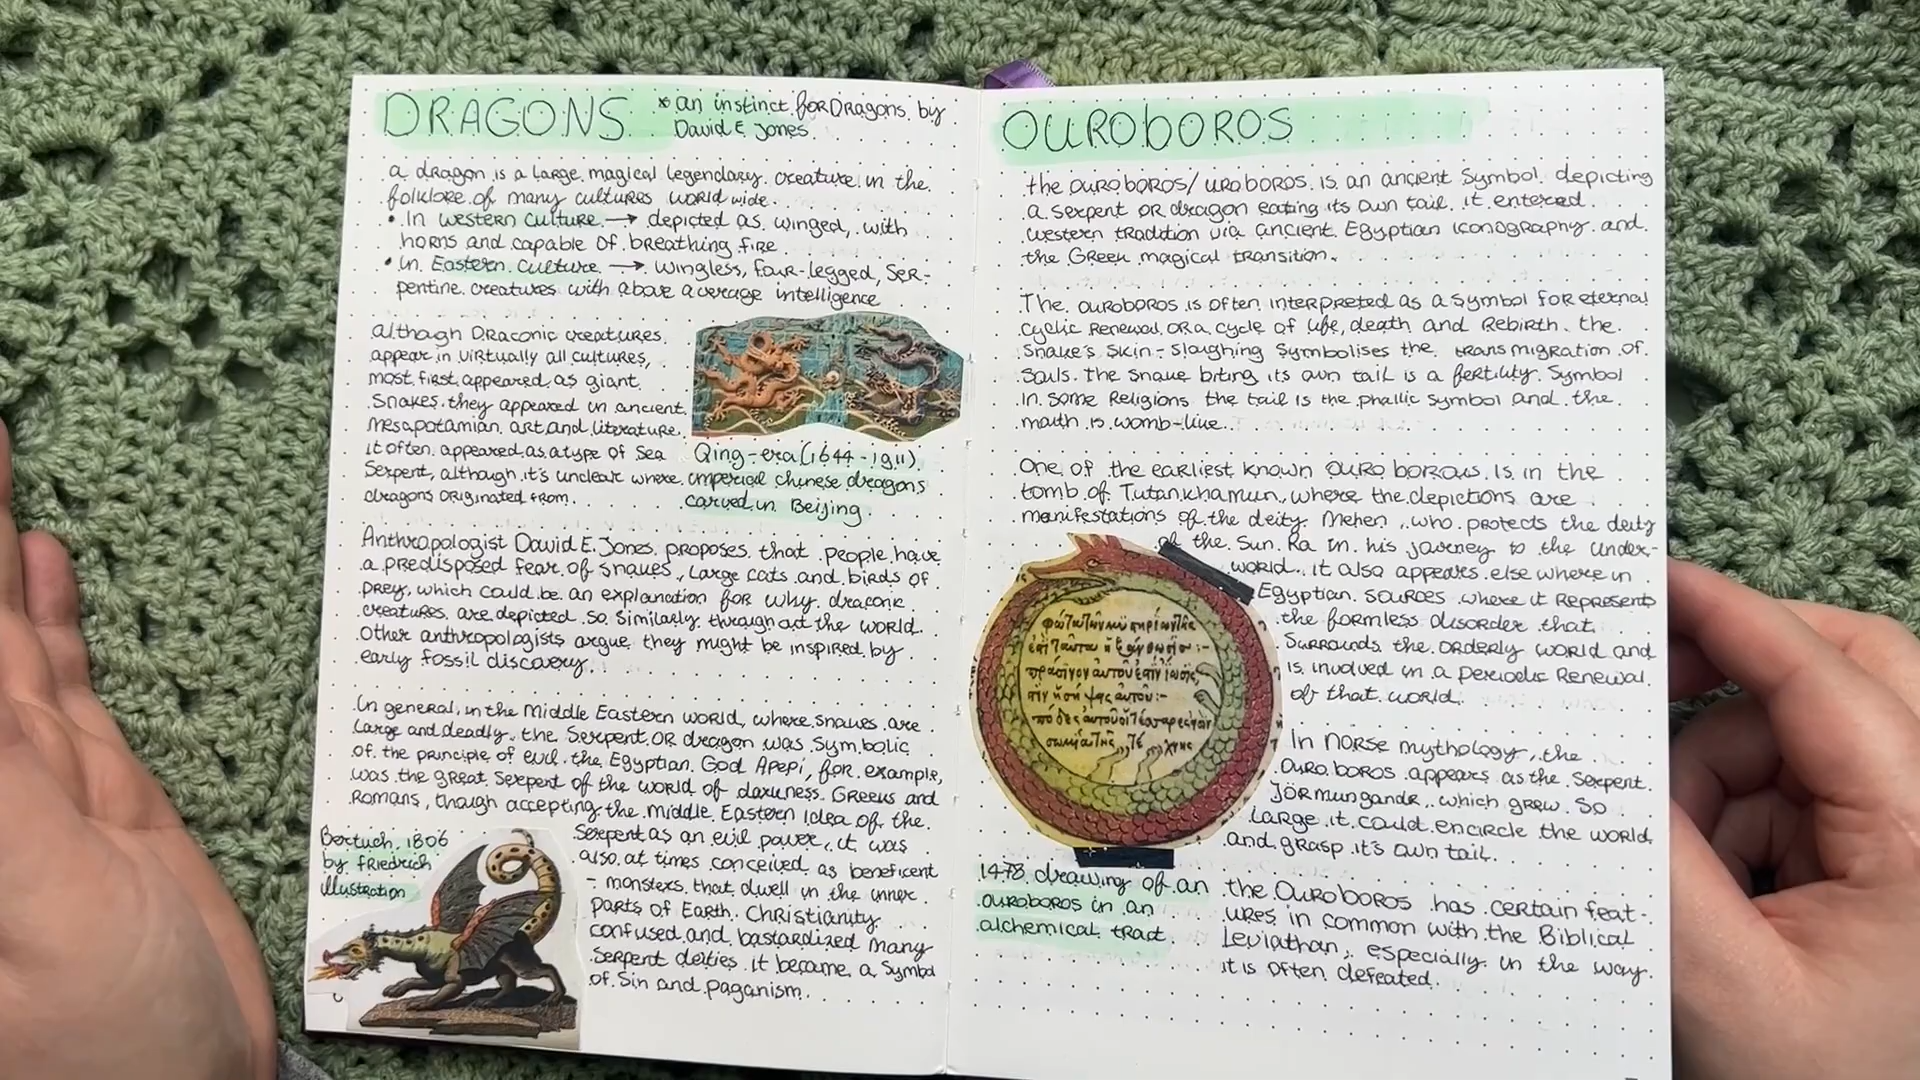 DRAGONS
* an instinct for Dragons by
David E. Jones.
a dragon is a large magical legendary creature in the
folklore of many cultures world wide.
• In western culture → depicted as winged, with
horns and capable of breathing fire
• In Eastern culture → wingless, four-legged, ser-
pentine creatures with above average intelligence
although Draconic creatures
appear in virtually all cultures,
most first appeared as giant
snakes. they appeared in ancient
mesopotamian art and literature.
it often appeared as a type of sea
serpent, although it's unclear where
dragons originated from.
Qing-era (1644-1911)
imperial chinese dragons
carved in Beijing.
Anthropologist David E. Jones proposes that people have
a predisposed fear of snakes, large cats and birds of
prey, which could be an explanation for why draconic
creatures are depicted so similarly throughout the world.
Other anthropologists argue they might be inspired by
early fossil discovery.
In general, in the Middle Eastern world, where snakes are
large and deadly, the serpent or dragon was symbolic
of the principle of evil. the Egyptian God Apepi, for example,
was the great serpent of the world of darkness. Greeks and
Romans, though accepting the middle Eastern idea of the
serpent as an evil power, it was
also at times conceived as beneficent
- monsters that dwell in the inner
parts of Earth. Christianity
confused and bastardized many
serpent deities. it became a symbol
of sin and paganism.
Bertuch, 1806
by friedrich
illustration
OUROBOROS
the ouroboros/ uroboros is an ancient symbol depicting
a serpent or dragon eating its own tail. it entered
western tradition via ancient Egyptian iconography and
the Greek magical transition.
The ouroboros is often interpreted as a symbol for eternal
cyclic renewal or a cycle of life, death and rebirth. the
snake's skin-sloughing symbolises the transmigration of
souls. the snake biting its own tail is a fertility symbol
in some religions the tail is the phallic symbol and the
mouth is womb-like.
One of the earliest known ouroborous is in the
tomb of Tutankhamun, where the depictions are
manifestations of the deity Mehen, who protects the deity
of the sun Ra in his journey to the under-
world. it also appears else where in
Egyptian sources where it represents
the formless disorder that
surrounds the orderly world and
is involved in a periodic renewal
of that world.
In Norse mythology, the
ouroboros appears as the serpent
Jörmungandr, which grew so
large it could encircle the world
and grasp it's own tail.
1478 drawing of an
ouroboros in an
alchemical tract.
the Ouroboros has certain feat-
ures in common with the Biblical
Leviathan, especially in the way
it is often defeated.